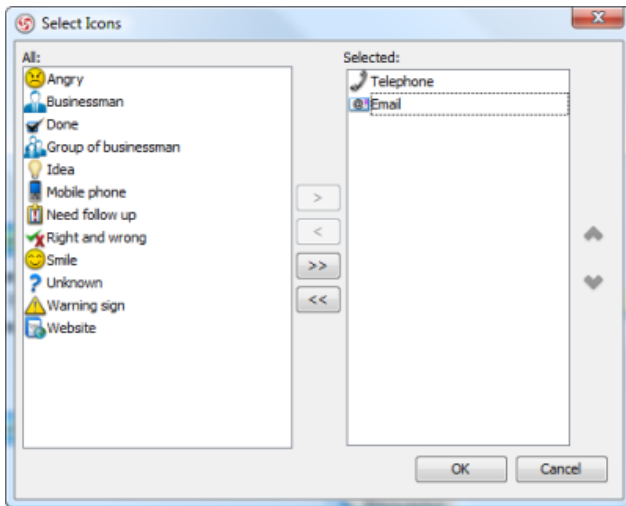 Select Icons
All:
Angry
Businessman
Done
Group of businessman
Idea
Mobile phone
Need follow up
Right and wrong
Smile
Unknown
Warning sign
Website
>
<
>>
<<
Selected:
Telephone
Email
OK
Cancel